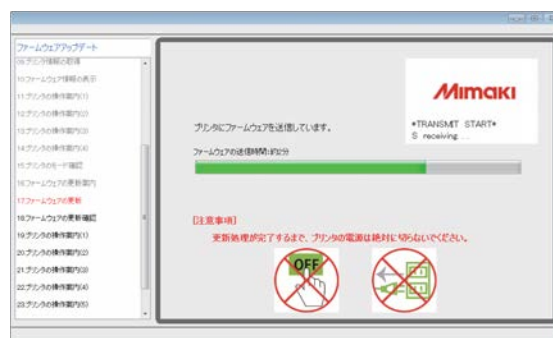 ファームウェアアップデート
09.プリンタ情報の取得
10.ファームウェア情報の表示
11.プリンタの操作案内(1)
12.プリンタの操作案内(2)
13.プリンタの操作案内(3)
14.プリンタの操作案内(4)
15.プリンタのモード確認
16.ファームウェアの更新案内
17.ファームウェアの更新
18.ファームウェアの更新確認
19.プリンタの操作案内(1)
20.プリンタの操作案内(2)
21.プリンタの操作案内(3)
22.プリンタの操作案内(4)
23.プリンタの操作案内(5)
Mimaki
*TRANSMIT START*
S receiving
プリンタにファームウェアを送信しています。
ファームウェアの送信時間:約2分
[注意事項]
更新処理が完了するまで、プリンタの電源は絶対に切らないでください。
OFF